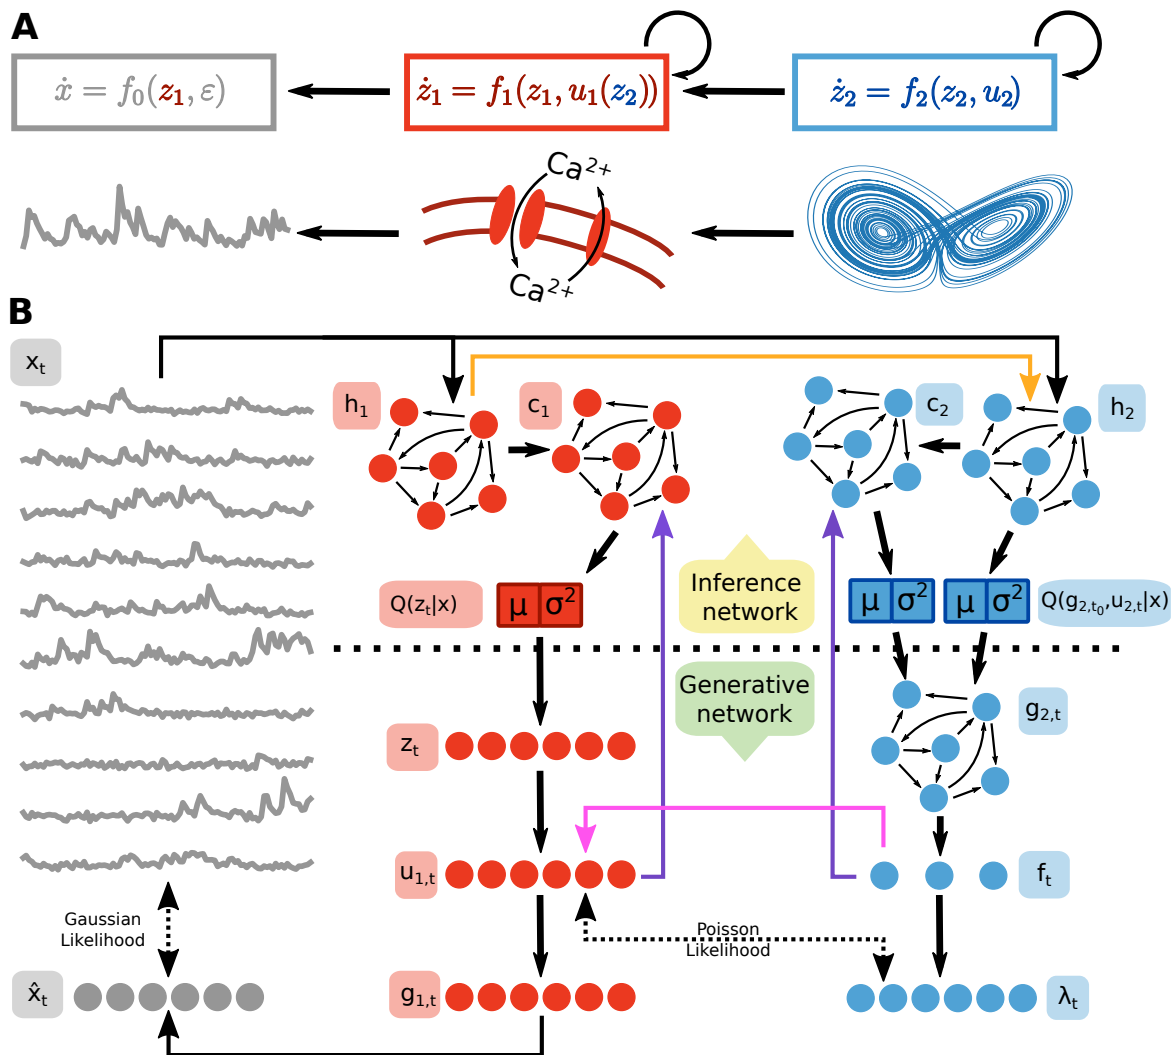 A
ẋ = f₀(z₁, ε)
ż₁ = f₁(z₁, u₁(z₂))
ż₂ = f₂(z₂, u₂)
Ca²⁺
Ca²⁺
B
xₜ
h₁
c₁
c₂
h₂
Q(zₜ|x)
μ σ²
Inference
network
μ σ²
μ σ²
Q(g₂,ₜ₀,u₂,ₜ|x)
Generative
network
g₂,ₜ
zₜ
u₁,ₜ
fₜ
Gaussian
Likelihood
Poisson
Likelihood
x̂ₜ
g₁,ₜ
λₜ